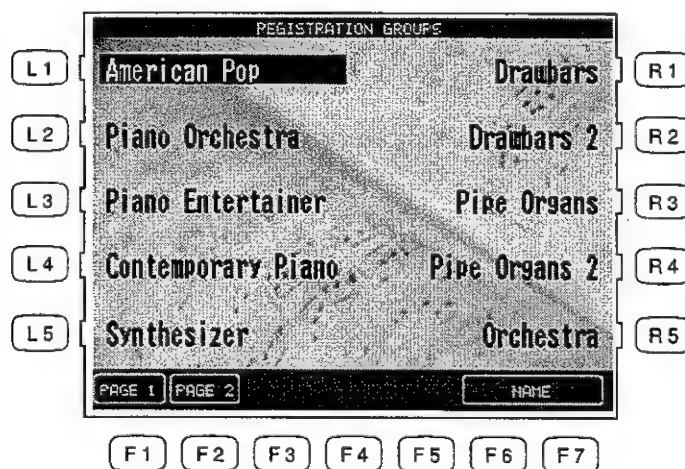 REGISTRATION GROUPS
L1 American Pop Drawbars R1
L2 Piano Orchestra Drawbars 2 R2
L3 Piano Entertainer Pipe Organs R3
L4 Contemporary Piano Pipe Organs 2 R4
L5 Synthesizer Orchestra R5
PAGE 1 PAGE 2 NAME
F1 F2 F3 F4 F5 F6 F7